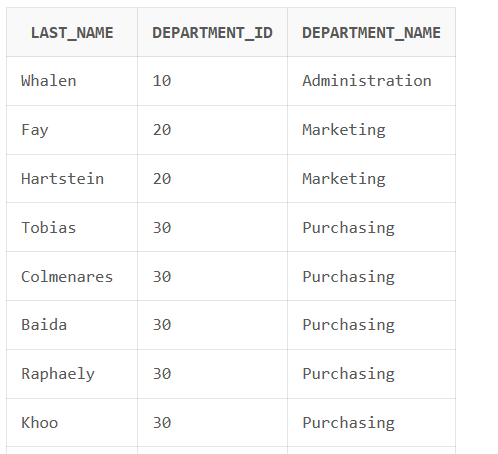 LAST_NAME DEPARTMENT_ID DEPARTMENT_NAME
Whalen 10 Administration
Fay 20 Marketing
Hartstein 20 Marketing
Tobias 30 Purchasing
Colmenares 30 Purchasing
Baida 30 Purchasing
Raphaely 30 Purchasing
Khoo 30 Purchasing